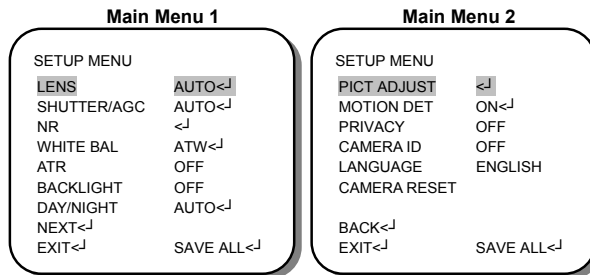 Main Menu 1
SETUP MENU
LENS AUTO<┘
SHUTTER/AGC AUTO<┘
NR <┘
WHITE BAL ATW<┘
ATR OFF
BACKLIGHT OFF
DAY/NIGHT AUTO<┘
NEXT<┘
EXIT<┘ SAVE ALL<┘
Main Menu 2
SETUP MENU
PICT ADJUST <┘
MOTION DET ON<┘
PRIVACY OFF
CAMERA ID OFF
LANGUAGE ENGLISH
CAMERA RESET
BACK<┘
EXIT<┘ SAVE ALL<┘